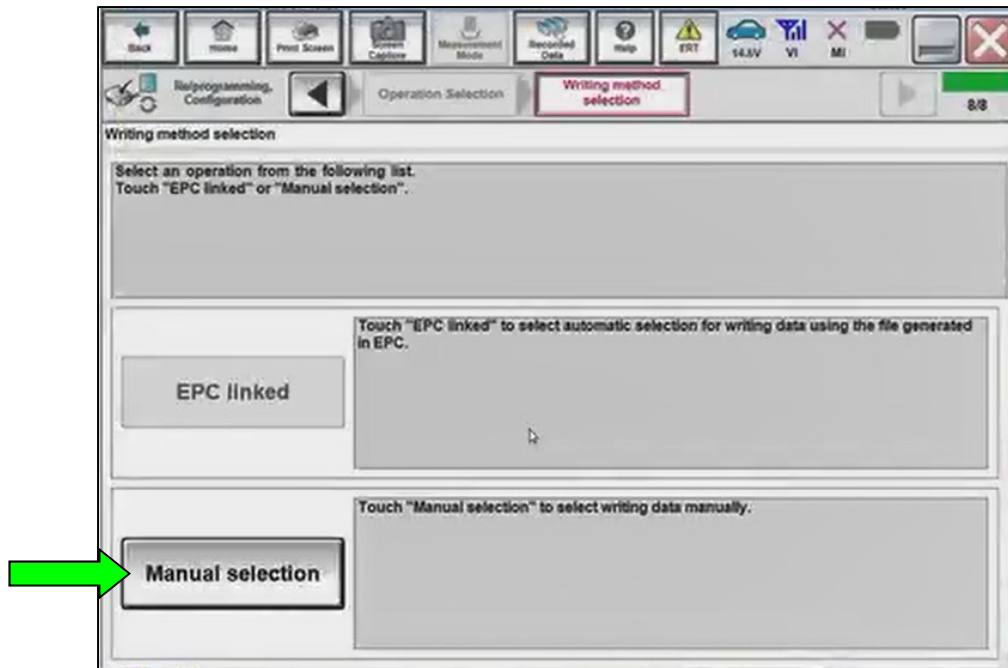 Back
Home
Print Screen
Screen
Capture
Measurement
Mode
Recorded
Data
Help
ERT
14.6V
VI
MI
Re/programming,
Configuration
Operation Selection
Writing method
selection
8/8
Writing method selection
Select an operation from the following list.
Touch "EPC linked" or "Manual selection".
EPC linked
Touch "EPC linked" to select automatic selection for writing data using the file generated
in EPC.
Manual selection
Touch "Manual selection" to select writing data manually.